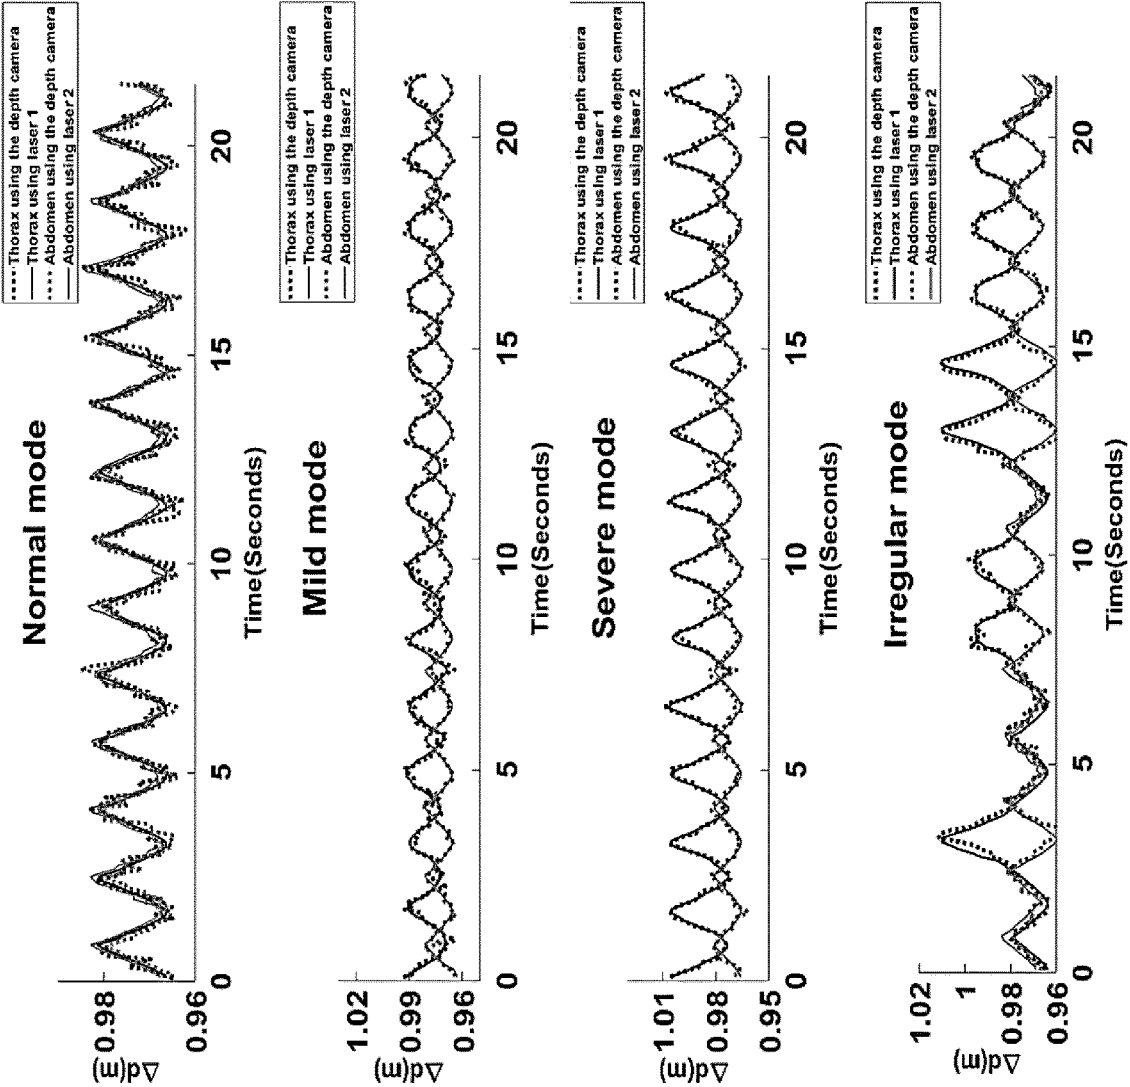 Normal mode
Thorax using the depth camera
Thorax using laser 1
Abdomen using the depth camera
Abdomen using laser 2
Δd(m)
0.98
0.96
0
5
10
15
20
Time(Seconds)
Mild mode
Thorax using the depth camera
Thorax using laser 1
Abdomen using the depth camera
Abdomen using laser 2
Δd(m)
1.02
0.99
0.96
0
5
10
15
20
Time(Seconds)
Severe mode
Thorax using the depth camera
Thorax using laser 1
Abdomen using the depth camera
Abdomen using laser 2
Δd(m)
1.01
0.98
0.95
0
5
10
15
20
Time(Seconds)
Irregular mode
Thorax using the depth camera
Thorax using laser 1
Abdomen using the depth camera
Abdomen using laser 2
Δd(m)
1.02
1
0.98
0.96
0
5
10
15
20
Time(Seconds)